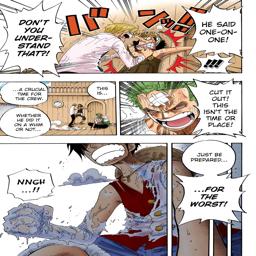 HE SAID
ONE-ON-
ONE!
DON'T
YOU
UNDER-
STAND
THAT?!
!!!
CUT IT
OUT!
THIS
ISN'T THE
TIME OR
PLACE!
THIS
IS...
...A CRUCIAL
TIME FOR
THE CREW.
WHETHER
HE DID IT
ON A WHIM
OR NOT...
JUST BE
PREPARED...
...FOR
THE
WORST!
NNGH
...!!